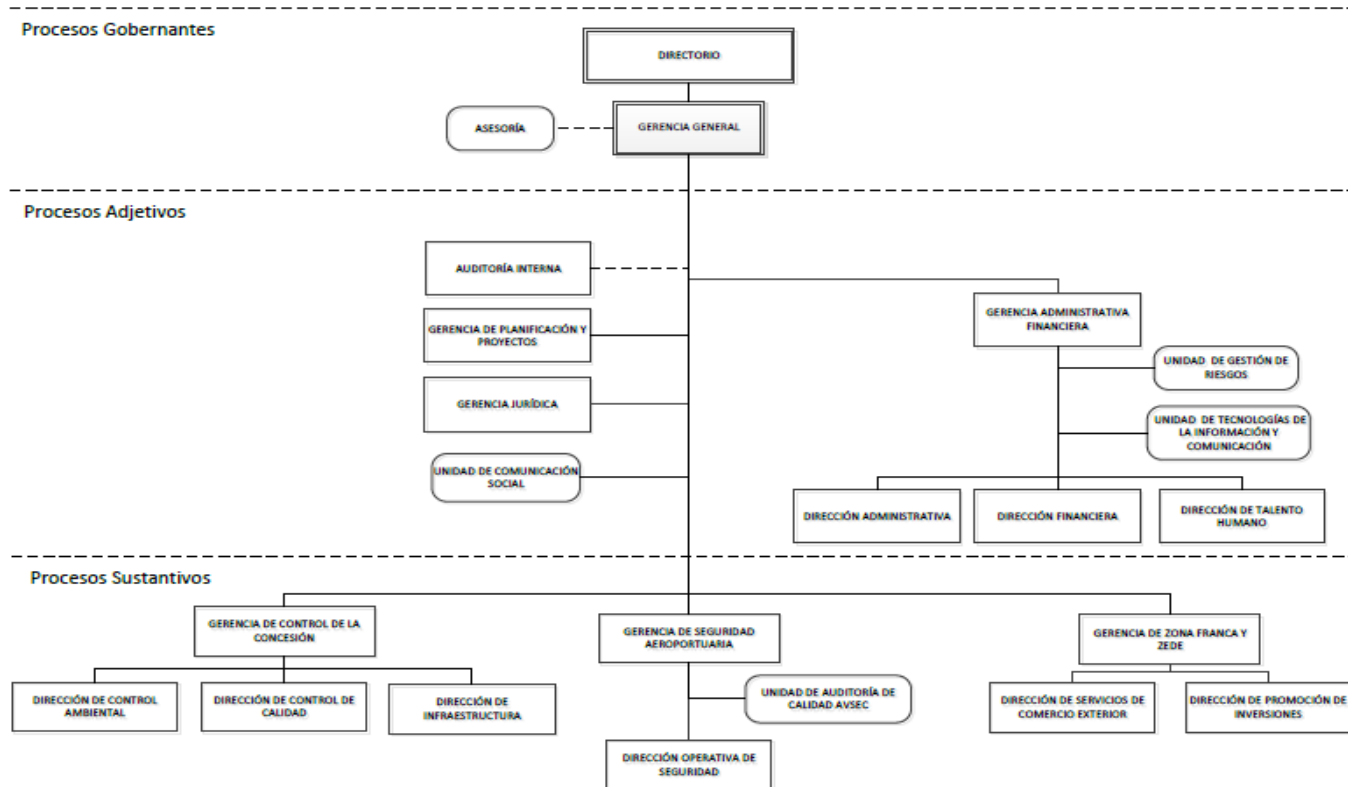 Procesos Gobernantes
DIRECTORIO
ASESORÍA
GERENCIA GENERAL
Procesos Adjetivos
AUDITORÍA INTERNA
GERENCIA DE PLANIFICACIÓN Y
PROYECTOS
GERENCIA JURÍDICA
UNIDAD DE COMUNICACIÓN
SOCIAL
GERENCIA ADMINISTRATIVA
FINANCIERA
UNIDAD DE GESTIÓN DE
RIESGOS
UNIDAD DE TECNOLOGÍAS DE
LA INFORMACIÓN Y
COMUNICACIÓN
DIRECCIÓN ADMINISTRATIVA
DIRECCIÓN FINANCIERA
DIRECCIÓN DE TALENTO
HUMANO
Procesos Sustantivos
GERENCIA DE CONTROL DE LA
CONCESIÓN
GERENCIA DE SEGURIDAD
AEROPORTUARIA
GERENCIA DE ZONA FRANCA Y
ZEDE
DIRECCIÓN DE CONTROL
AMBIENTAL
DIRECCIÓN DE CONTROL DE
CALIDAD
DIRECCIÓN DE
INFRAESTRUCTURA
UNIDAD DE AUDITORÍA DE
CALIDAD AVSEC
DIRECCIÓN DE SERVICIOS DE
COMERCIO EXTERIOR
DIRECCIÓN DE PROMOCIÓN DE
INVERSIONES
DIRECCIÓN OPERATIVA DE
SEGURIDAD